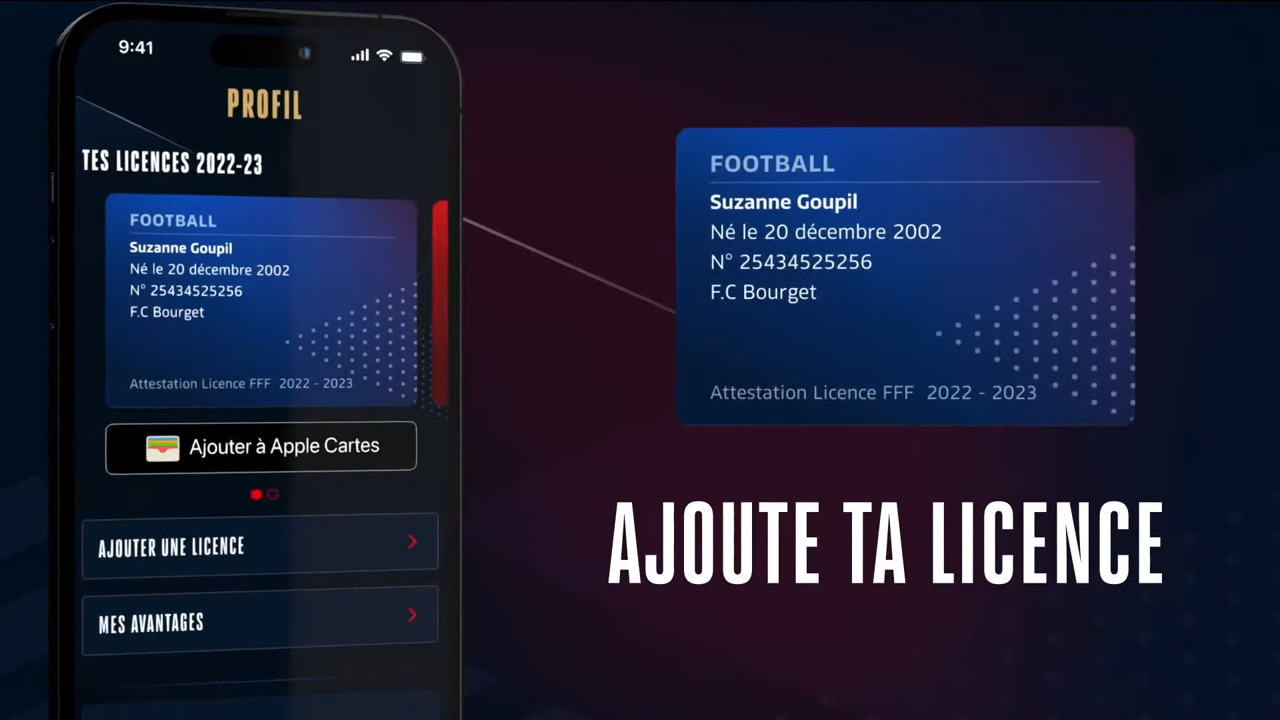 9:41
PROFIL
TES LICENCES 2022-23
FOOTBALL
Suzanne Goupil
Né le 20 décembre 2002
N° 25434525256
F.C Bourget
Attestation Licence FFF 2022 - 2023
Ajouter à Apple Cartes
AJOUTER UNE LICENCE
MES AVANTAGES
FOOTBALL
Suzanne Goupil
Né le 20 décembre 2002
N° 25434525256
F.C Bourget
Attestation Licence FFF 2022 - 2023
AJOUTE TA LICENCE